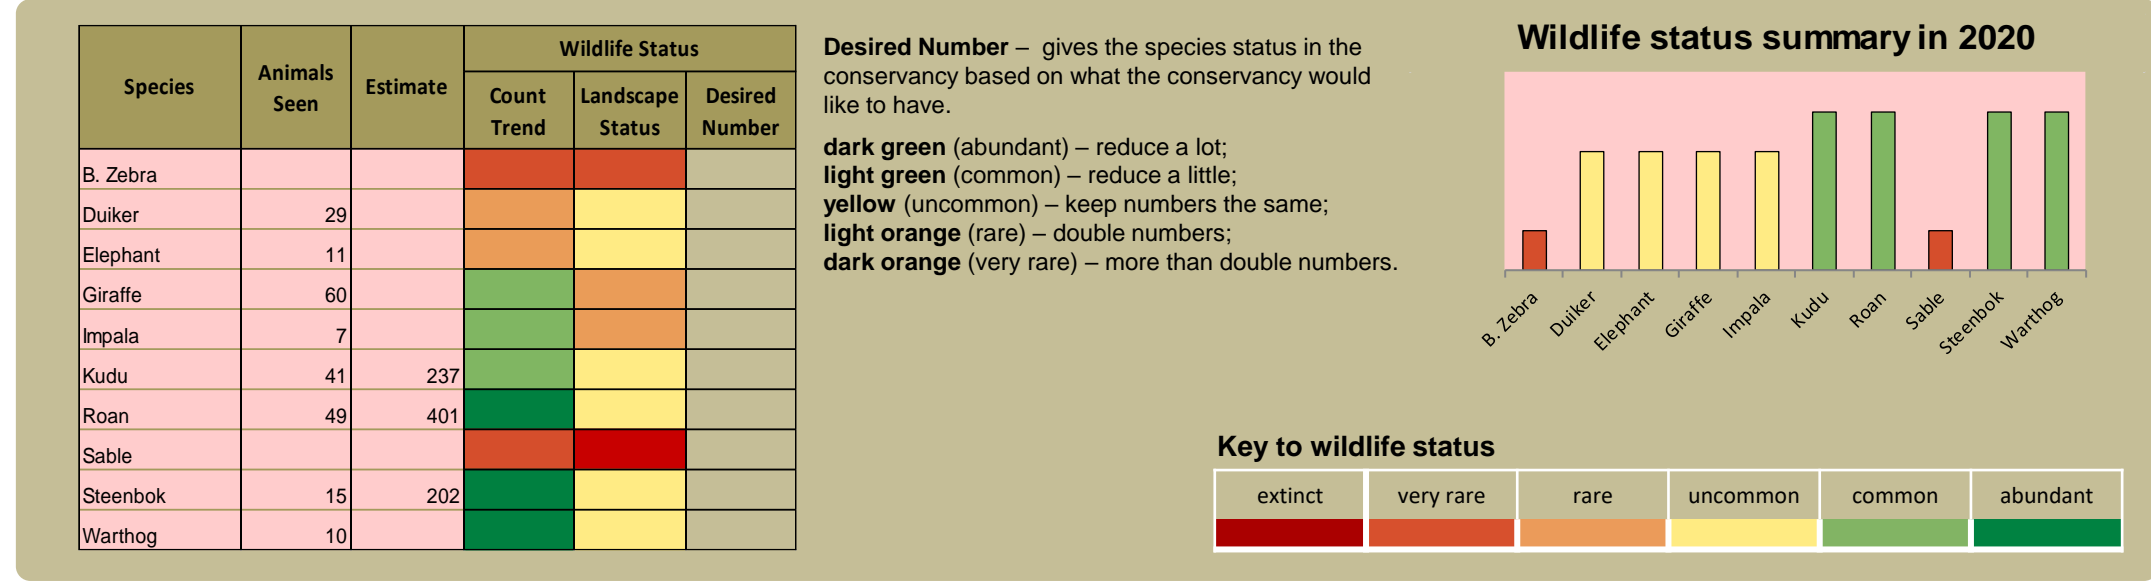 Species Animals Seen Estimate Wildlife Status
Count Trend Landscape Status Desired Number
B. Zebra
Duiker 29
Elephant 11
Giraffe 60
Impala 7
Kudu 41 237
Roan 49 401
Sable
Steenbok 15 202
Warthog 10
Desired Number – gives the species status in the
conservancy based on what the conservancy would
like to have.
dark green (abundant) – reduce a lot;
light green (common) – reduce a little;
yellow (uncommon) – keep numbers the same;
light orange (rare) – double numbers;
dark orange (very rare) – more than double numbers.
Wildlife status summary in 2020
B. Zebra Duiker Elephant Giraffe Impala Kudu Roan Sable Steenbok Warthog
Key to wildlife status
extinct very rare rare uncommon common abundant